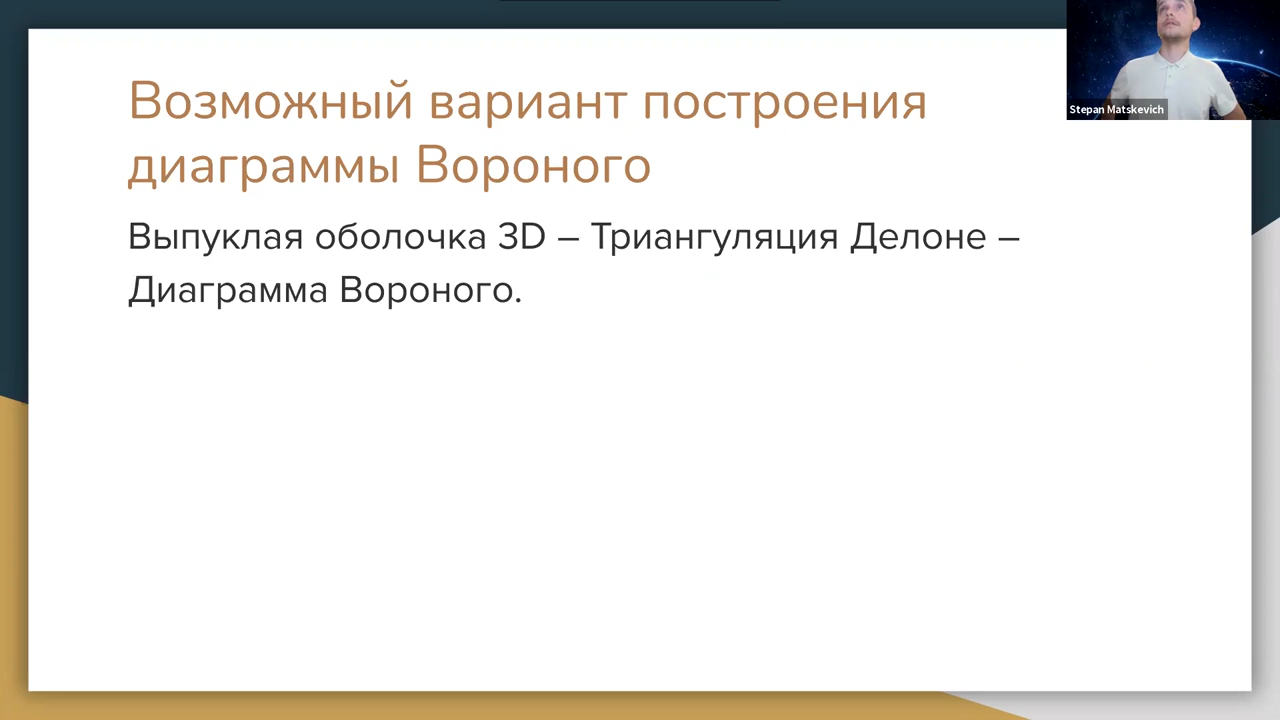 Возможный вариант построения
диаграммы Вороного
Выпуклая оболочка 3D – Триангуляция Делоне –
Диаграмма Вороного.
Stepan Matskevich